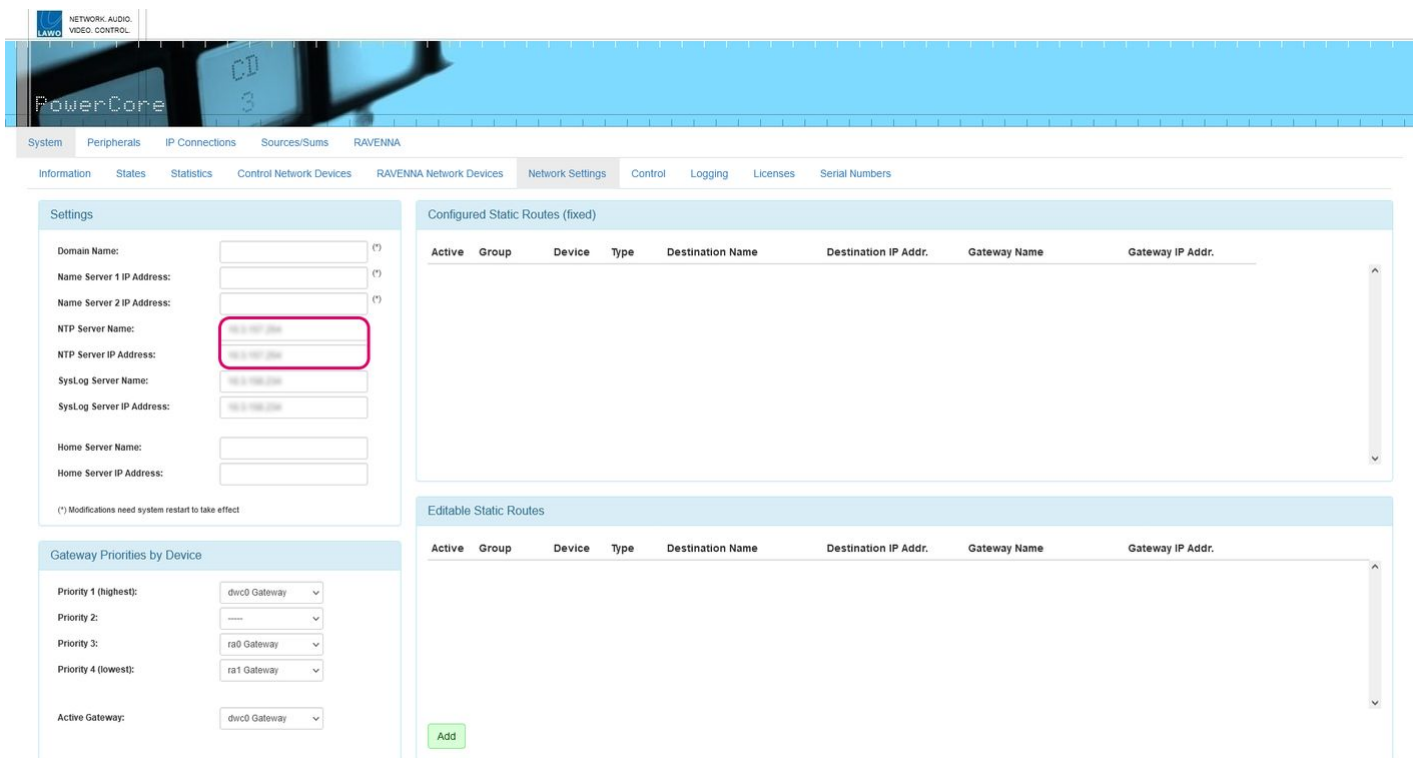 NETWORK. AUDIO.
VIDEO. CONTROL.
LAWO
CD
3
PowerCore
System Peripherals IP Connections Sources/Sums RAVENNA
Information States Statistics Control Network Devices RAVENNA Network Devices Network Settings Control Logging Licenses Serial Numbers
Settings
Domain Name: (*)
Name Server 1 IP Address: (*)
Name Server 2 IP Address: (*)
NTP Server Name:
NTP Server IP Address:
SysLog Server Name:
SysLog Server IP Address:
Home Server Name:
Home Server IP Address:
(*) Modifications need system restart to take effect
Gateway Priorities by Device
Priority 1 (highest): dwc0 Gateway
Priority 2: -----
Priority 3: ra0 Gateway
Priority 4 (lowest): ra1 Gateway
Active Gateway: dwc0 Gateway
Configured Static Routes (fixed)
Active Group Device Type Destination Name Destination IP Addr. Gateway Name Gateway IP Addr.
Editable Static Routes
Active Group Device Type Destination Name Destination IP Addr. Gateway Name Gateway IP Addr.
Add